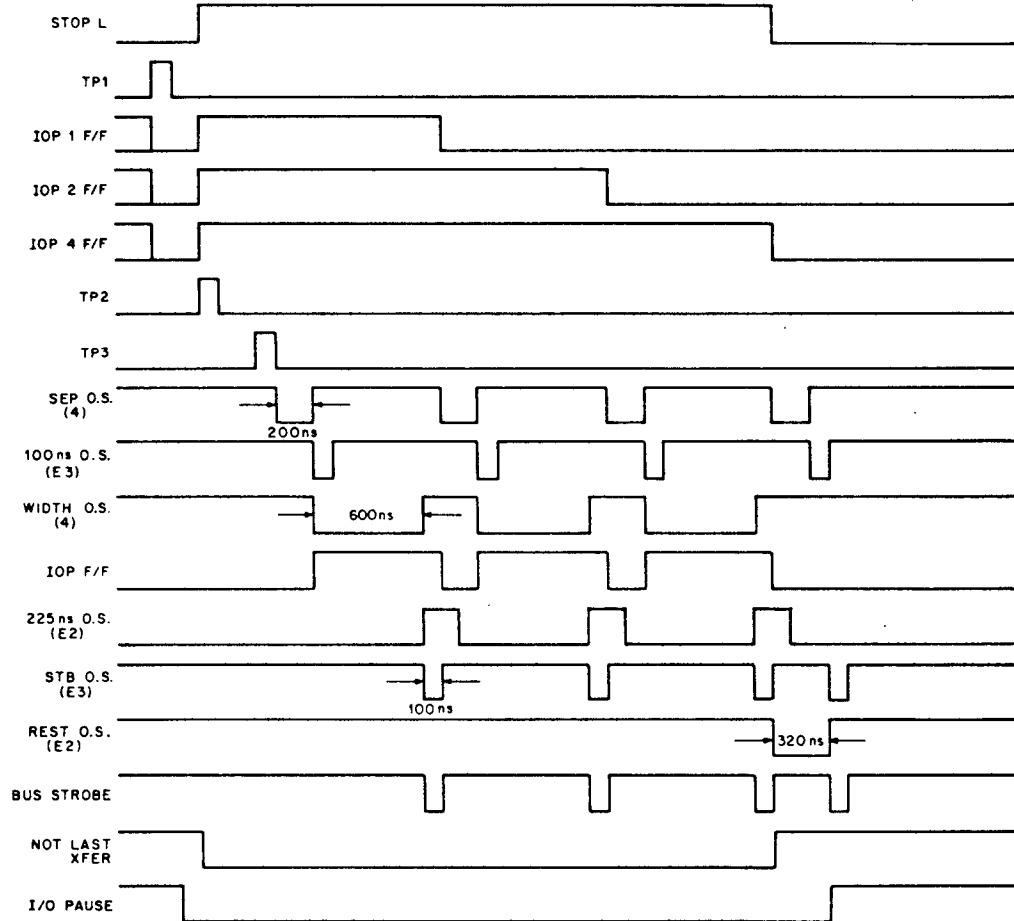 STOP L
TP1
IOP 1 F/F
IOP 2 F/F
IOP 4 F/F
TP2
TP3
SEP O.S.
(4)
200ns
100ns O.S.
(E3)
WIDTH O.S.
(4)
600ns
IOP F/F
225ns O.S.
(E2)
STB O.S.
(E3)
100ns
REST O.S.
(E2)
320ns
BUS STROBE
NOT LAST
XFER
I/O PAUSE